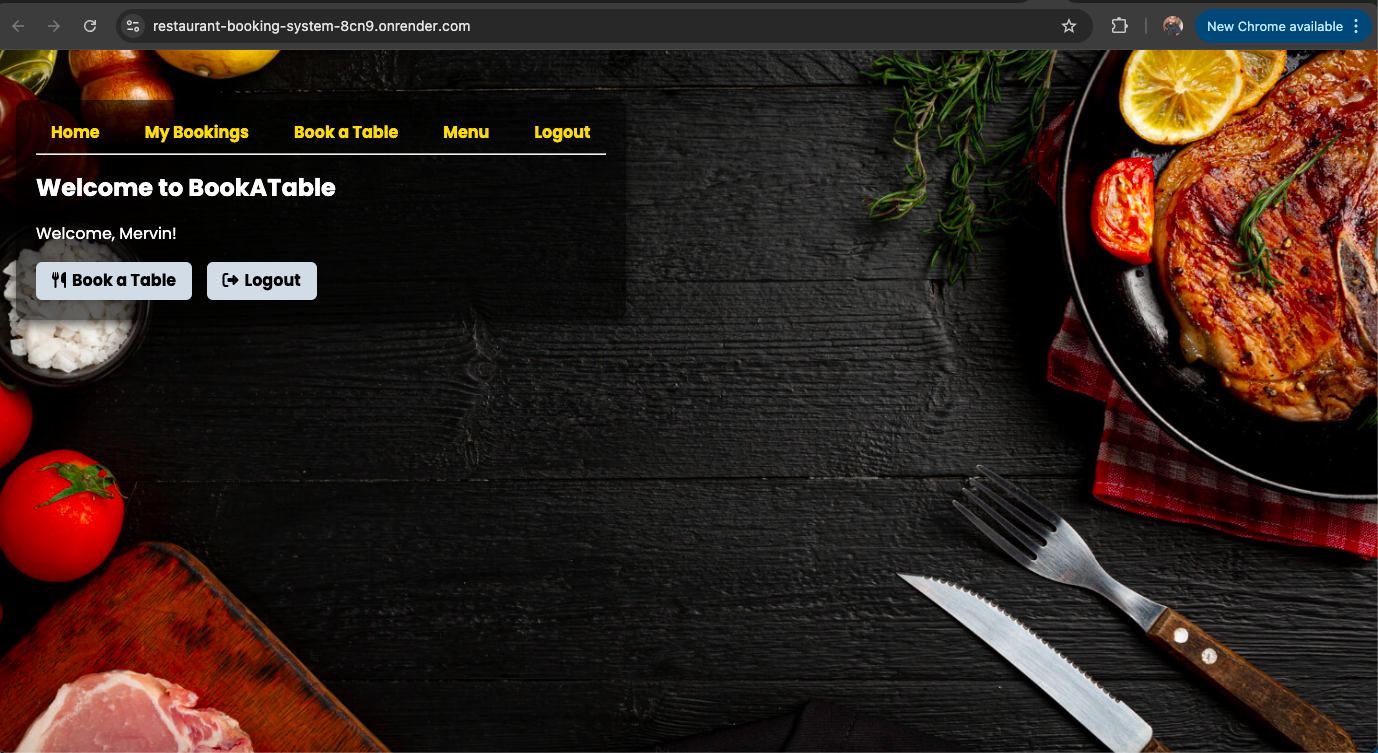 restaurant-booking-system-8cn9.onrender.com
New Chrome available
Home My Bookings Book a Table Menu Logout
Welcome to BookATable
Welcome, Mervin!
Book a Table Logout